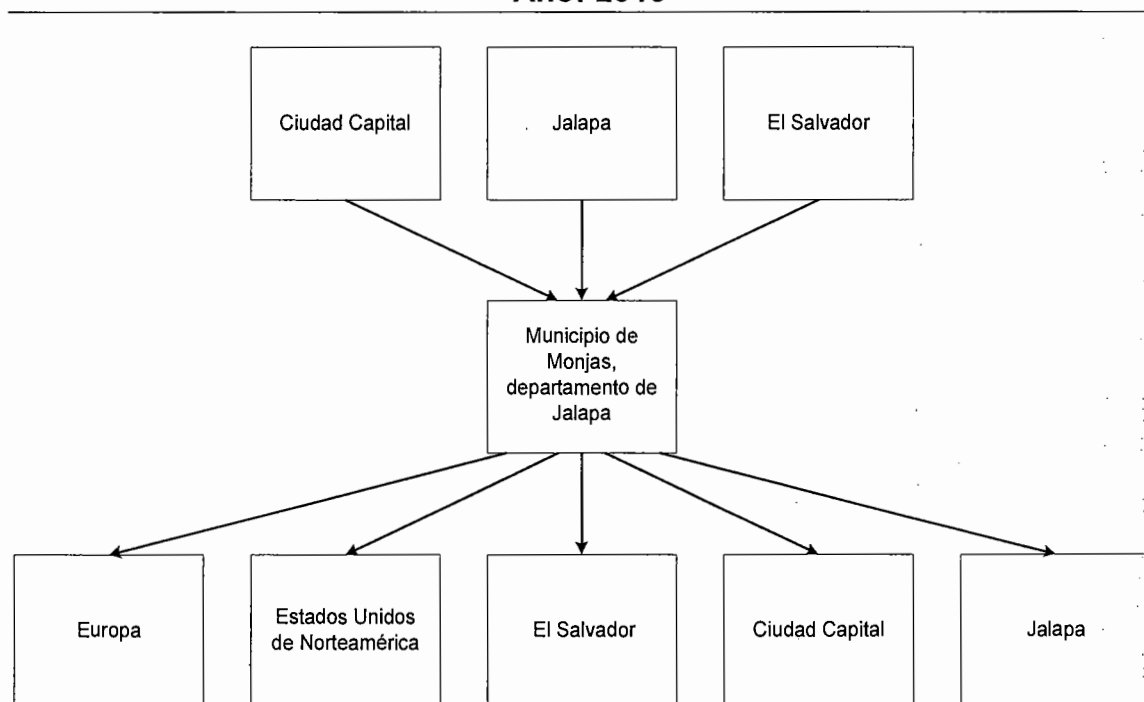 Ciudad Capital
Jalapa
El Salvador
Municipio de
Monjas,
departamento de
Jalapa
Europa
Estados Unidos
de Norteamérica
El Salvador
Ciudad Capital
Jalapa